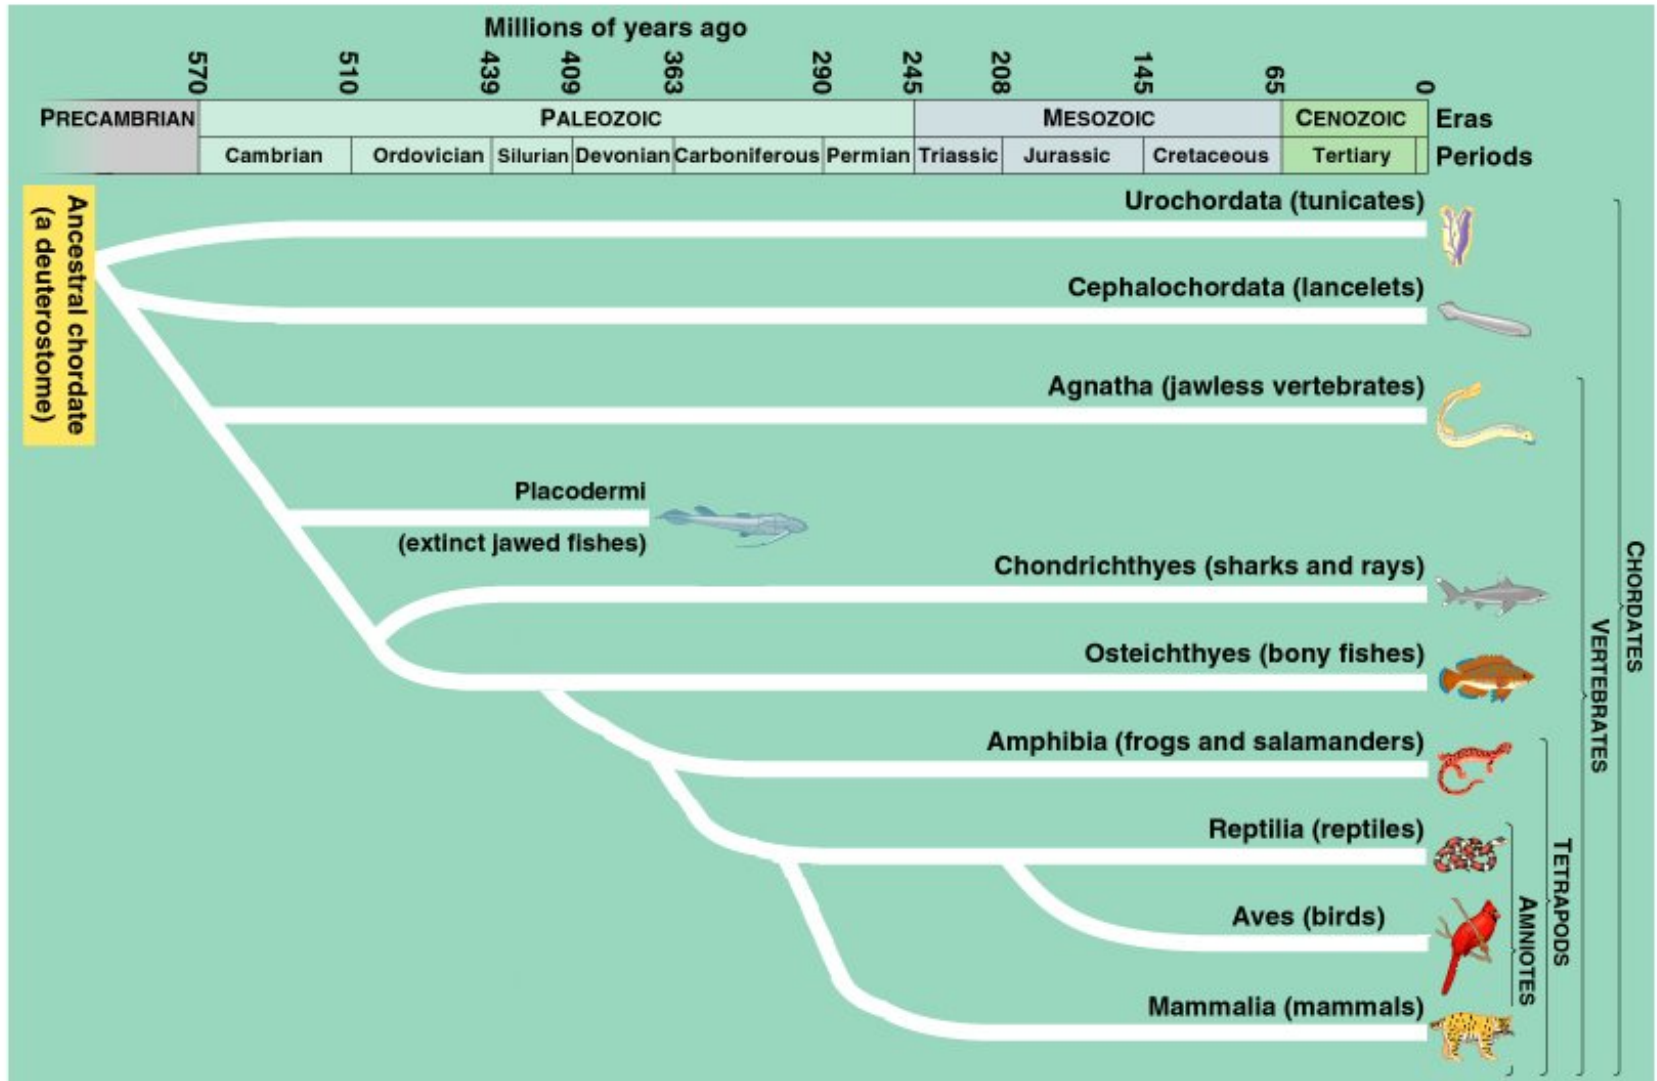 Millions of years ago
570 510 439 409 363 290 245 208 145 65 0
PRECAMBRIAN PALEOZOIC MESOZOIC CENOZOIC Eras
Cambrian Ordovician Silurian Devonian Carboniferous Permian Triassic Jurassic Cretaceous Tertiary Periods
Ancestral chordate
(a deuterostome)
Urochordata (tunicates)
Cephalochordata (lancelets)
Agnatha (jawless vertebrates)
Placodermi
(extinct jawed fishes)
Chondrichthyes (sharks and rays)
Osteichthyes (bony fishes)
Amphibia (frogs and salamanders)
Reptilia (reptiles)
Aves (birds)
Mammalia (mammals)
CHORDATES
VERTEBRATES
TETRAPODS
AMNIOTES